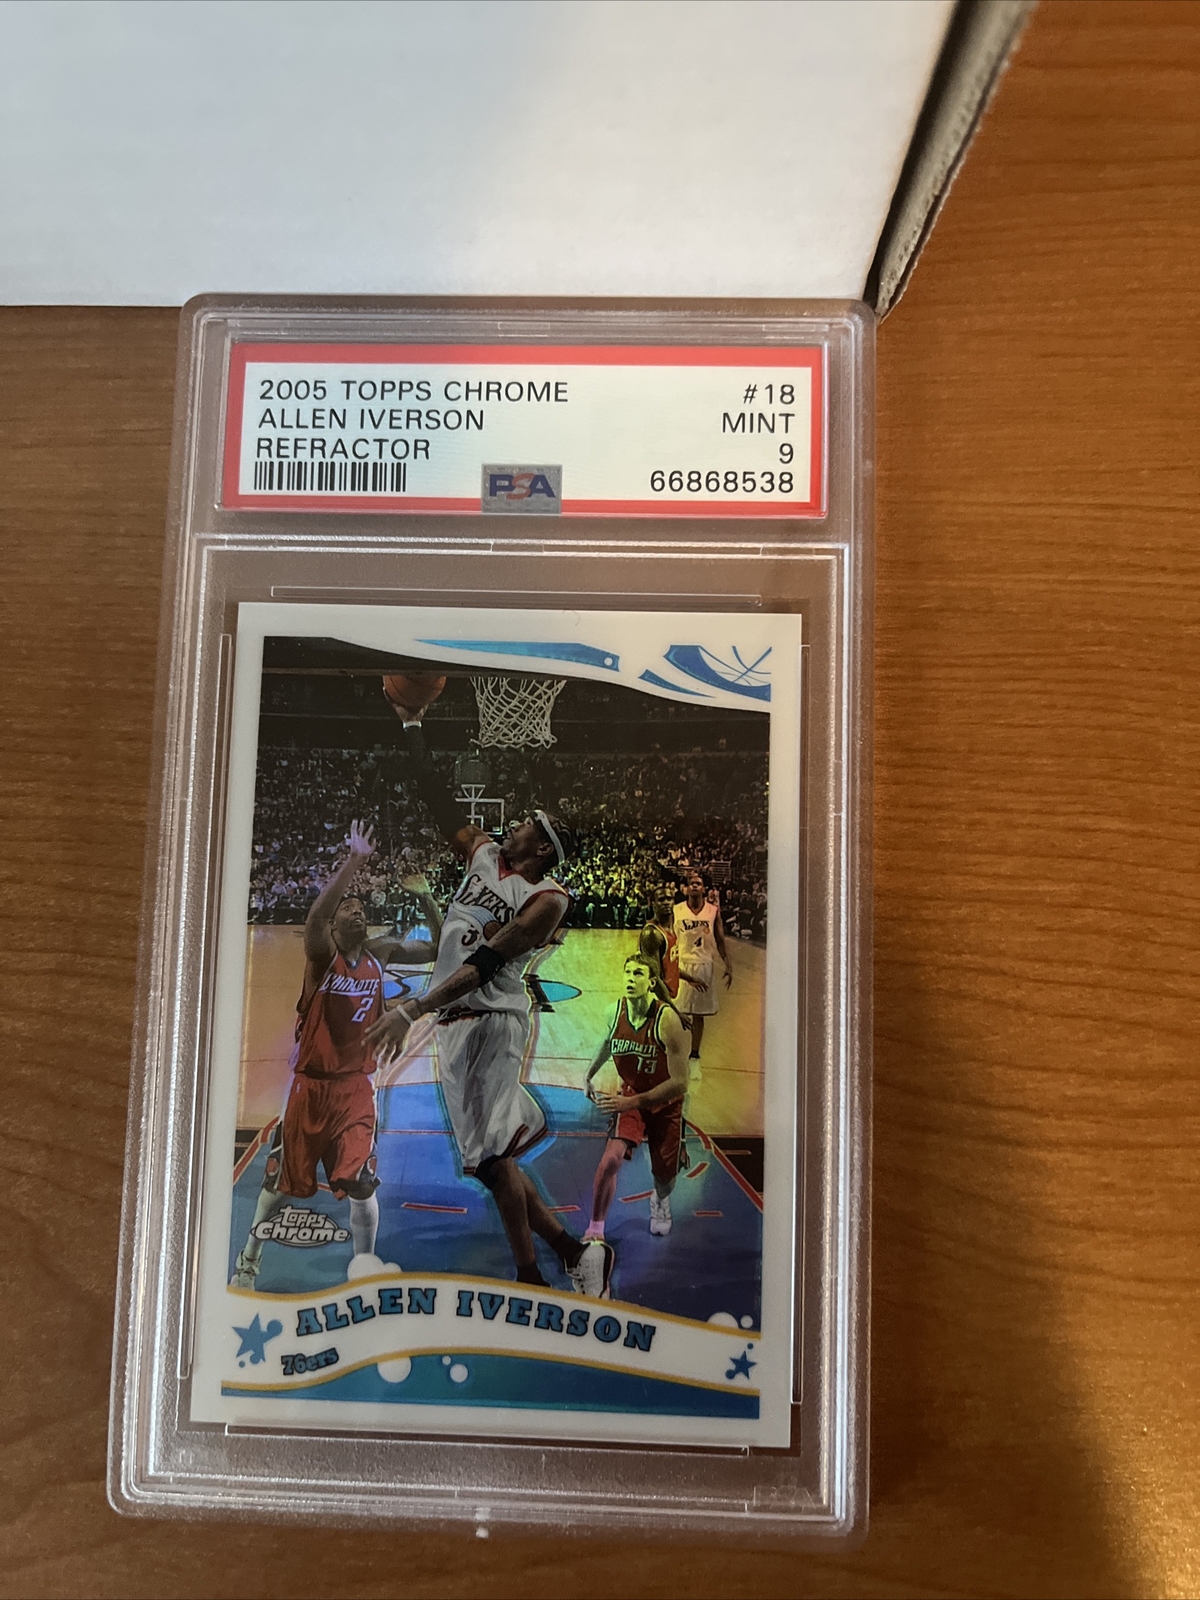 2005 TOPPS CHROME #18
ALLEN IVERSON MINT
REFRACTOR 9
PSA 66868538
SIXERS
3
SIXERS
4
CHARLOTTE
2
CHARLOTTE
13
topps
Chrome
ALLEN IVERSON
76ers
PSA